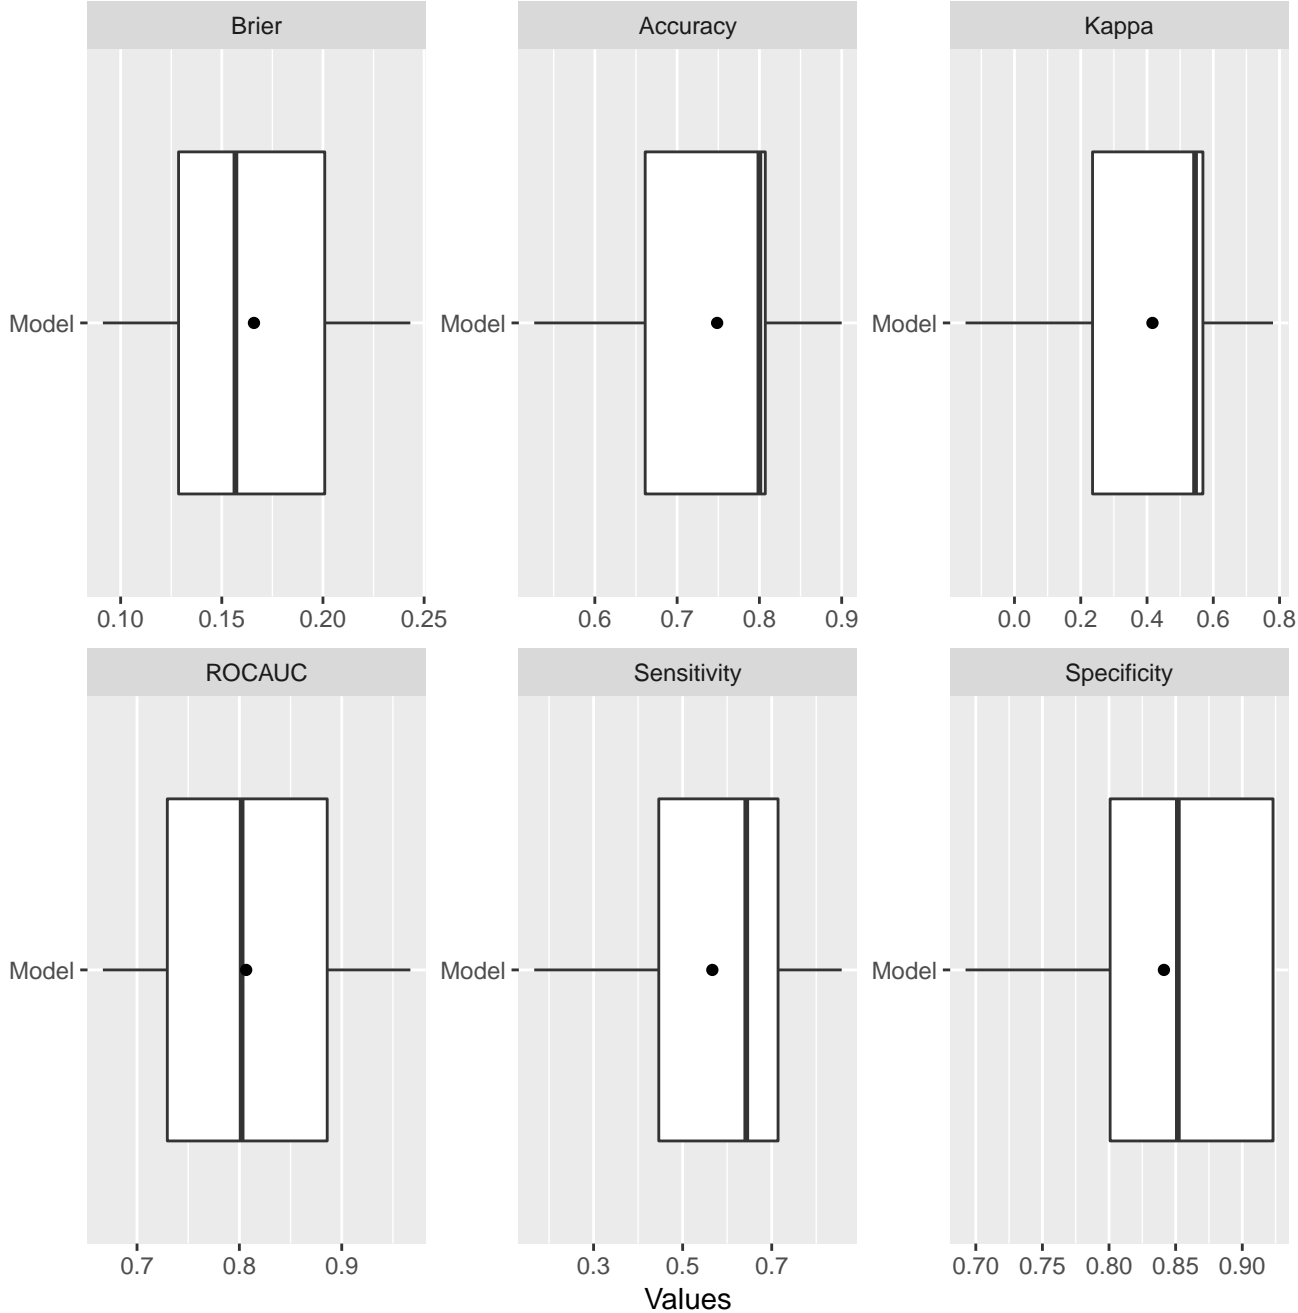 Brier Accuracy Kappa
Model Model Model
0.10 0.15 0.20 0.25 0.6 0.7 0.8 0.9 0.0 0.2 0.4 0.6 0.8
ROCAUC Sensitivity Specificity
Model Model Model
0.7 0.8 0.9 0.3 0.5 0.7 0.70 0.75 0.80 0.85 0.90
Values